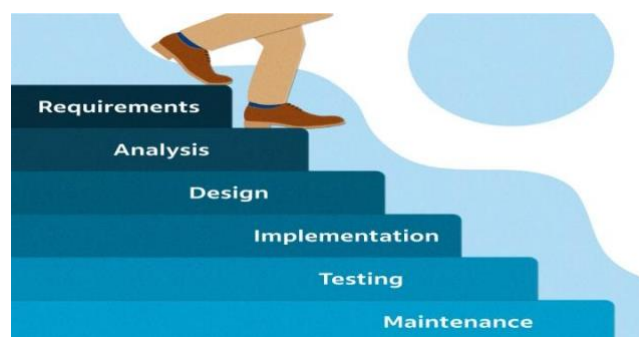 Requirements
Analysis
Design
Implementation
Testing
Maintenance